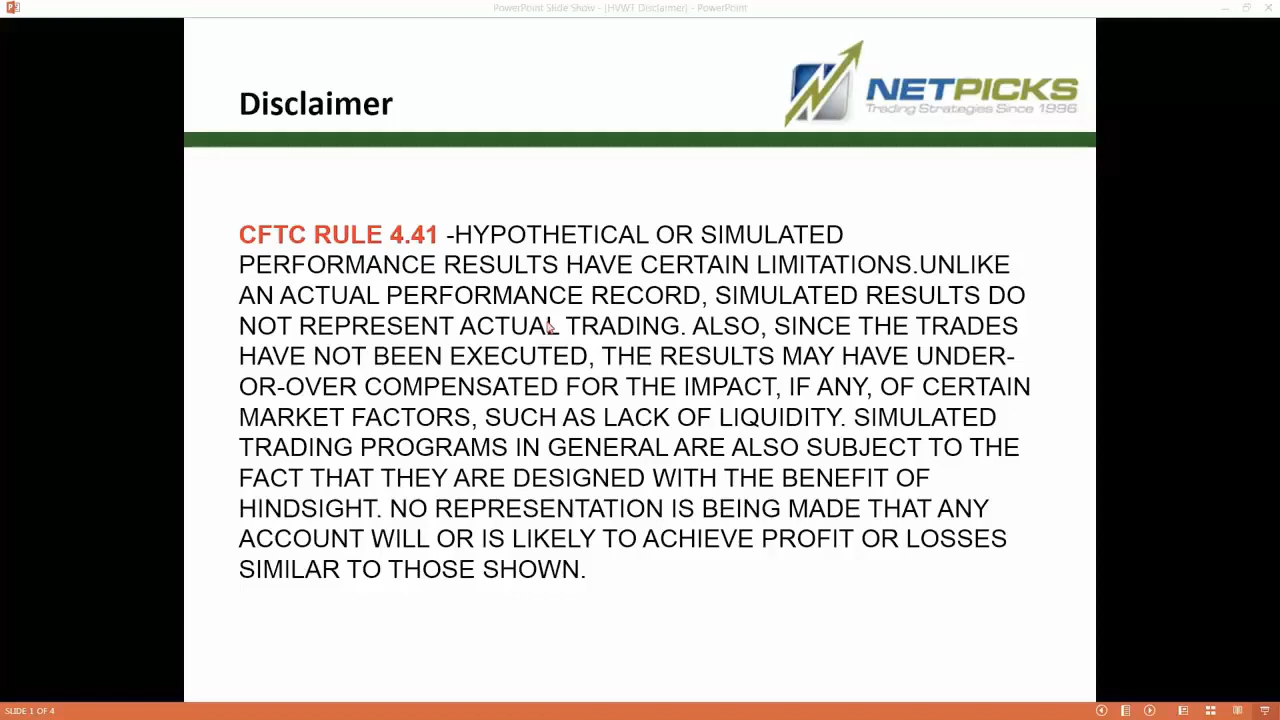 PowerPoint Slide Show - [HVWT Disclaimer] - PowerPoint
NETPICKS
Trading Strategies Since 1996
Disclaimer
CFTC RULE 4.41 -HYPOTHETICAL OR SIMULATED
PERFORMANCE RESULTS HAVE CERTAIN LIMITATIONS.UNLIKE
AN ACTUAL PERFORMANCE RECORD, SIMULATED RESULTS DO
NOT REPRESENT ACTUAL TRADING. ALSO, SINCE THE TRADES
HAVE NOT BEEN EXECUTED, THE RESULTS MAY HAVE UNDER-
OR-OVER COMPENSATED FOR THE IMPACT, IF ANY, OF CERTAIN
MARKET FACTORS, SUCH AS LACK OF LIQUIDITY. SIMULATED
TRADING PROGRAMS IN GENERAL ARE ALSO SUBJECT TO THE
FACT THAT THEY ARE DESIGNED WITH THE BENEFIT OF
HINDSIGHT. NO REPRESENTATION IS BEING MADE THAT ANY
ACCOUNT WILL OR IS LIKELY TO ACHIEVE PROFIT OR LOSSES
SIMILAR TO THOSE SHOWN.
SLIDE 1 OF 4